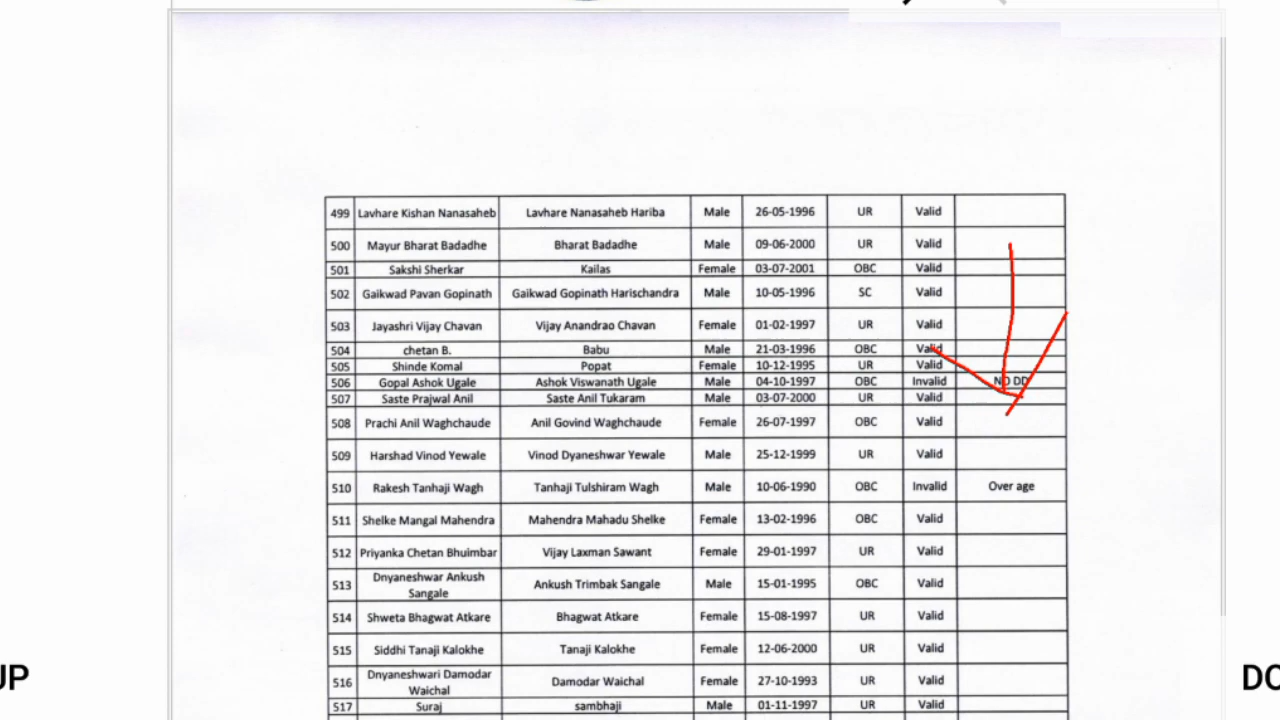 499 Lavhare Kishan Nanasaheb Lavhare Nanasaheb Hariba Male 26-05-1996 UR Valid
500 Mayur Bharat Badadhe Bharat Badadhe Male 09-06-2000 UR Valid
501 Sakshi Sherkar Kailas Female 03-07-2001 OBC Valid
502 Gaikwad Pavan Gopinath Gaikwad Gopinath Harischandra Male 10-05-1996 SC Valid
503 Jayashri Vijay Chavan Vijay Anandrao Chavan Female 01-02-1997 UR Valid
504 chetan B. Babu Male 21-03-1996 OBC Valid
505 Shinde Komal Popat Female 10-12-1995 UR Valid
506 Gopal Ashok Ugale Ashok Viswanath Ugale Male 04-10-1997 OBC Invalid NO DD
507 Saste Prajwal Anil Saste Anil Tukaram Male 03-07-2000 UR Valid
508 Prachi Anil Waghchaude Anil Govind Waghchaude Female 26-07-1997 OBC Valid
509 Harshad Vinod Yewale Vinod Dyaneshwar Yewale Male 25-12-1999 UR Valid
510 Rakesh Tanhaji Wagh Tanhaji Tulshiram Wagh Male 10-06-1990 OBC Invalid Over age
511 Shelke Mangal Mahendra Mahendra Mahadu Shelke Female 13-02-1996 OBC Valid
512 Priyanka Chetan Bhuimbar Vijay Laxman Sawant Female 29-01-1997 UR Valid
513 Dnyaneshwar Ankush Sangale Ankush Trimbak Sangale Male 15-01-1995 OBC Valid
514 Shweta Bhagwat Atkare Bhagwat Atkare Female 15-08-1997 UR Valid
515 Siddhi Tanaji Kalokhe Tanaji Kalokhe Female 12-06-2000 UR Valid
516 Dnyaneshwari Damodar Waichal Damodar Waichal Female 27-10-1993 UR Valid
517 Suraj sambhaji Male 01-11-1997 UR Valid
UP
DO